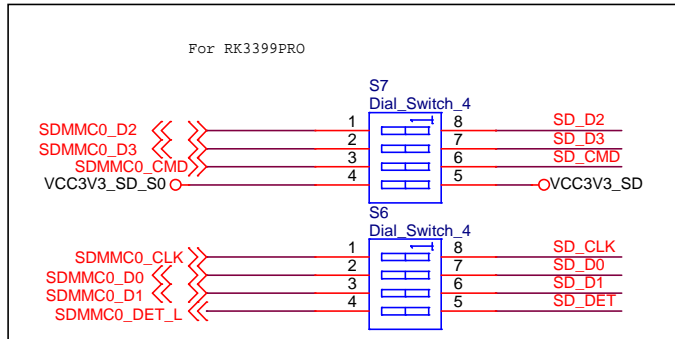 For RK3399PRO
S7
Dial_Switch_4
SDMMC0_D2 1 8 SD_D2
SDMMC0_D3 2 7 SD_D3
SDMMC0_CMD 3 6 SD_CMD
VCC3V3_SD_S0 4 5 VCC3V3_SD
S6
Dial_Switch_4
SDMMC0_CLK 1 8 SD_CLK
SDMMC0_D0 2 7 SD_D0
SDMMC0_D1 3 6 SD_D1
SDMMC0_DET_L 4 5 SD_DET